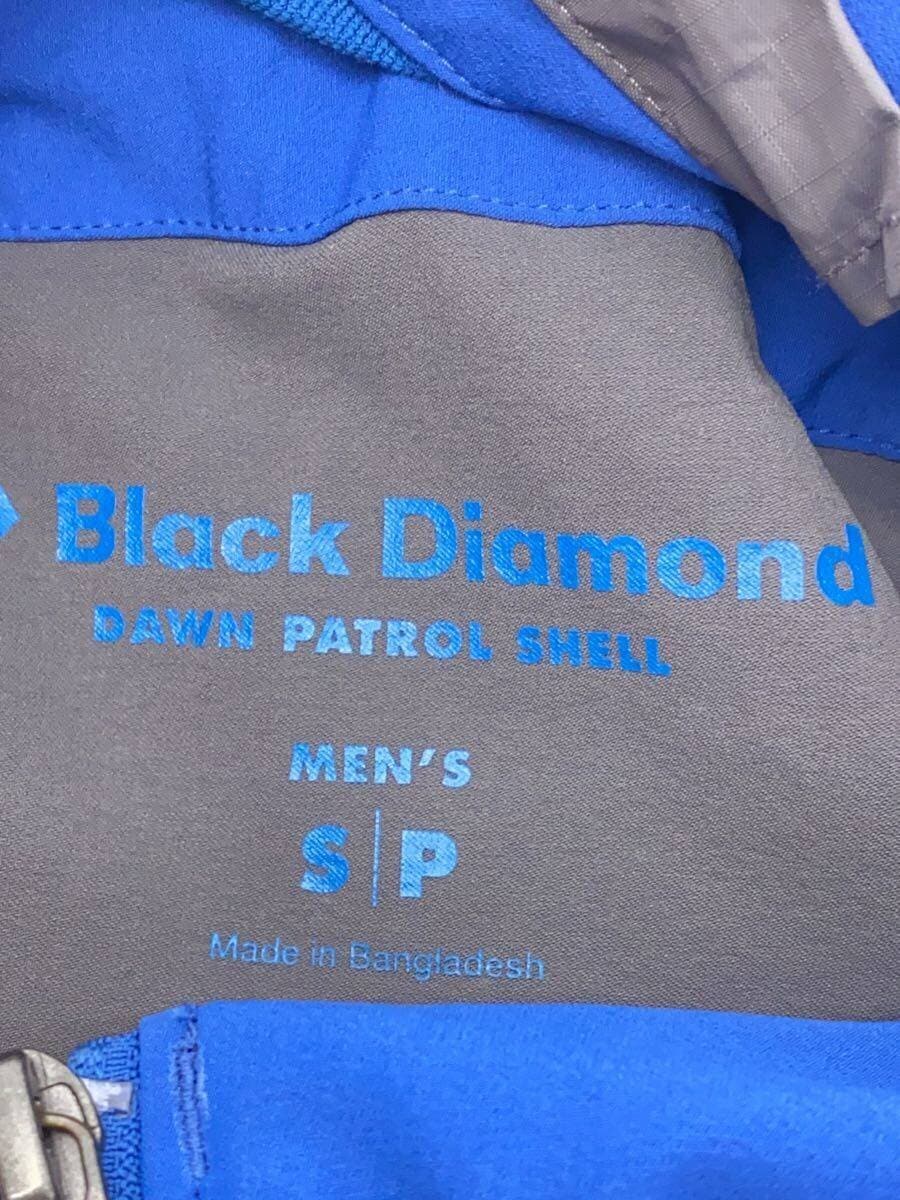 Black Diamond
DAWN PATROL SHELL
MEN'S
S|P
Made in Bangladesh